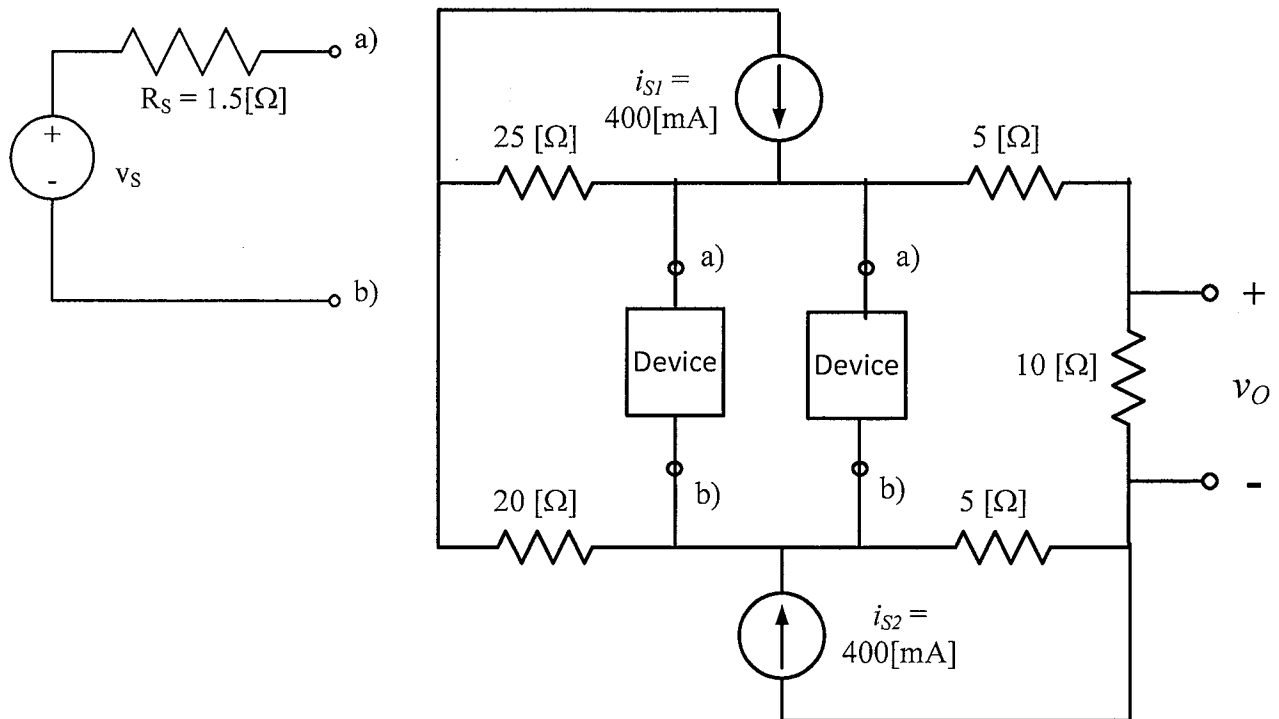 a)
R_S = 1.5[Ω]
+
-
v_S
b)
i_S1 =
400[mA]
25 [Ω]
5 [Ω]
a)
a)
+
Device
Device
10 [Ω]
v_O
b)
b)
-
20 [Ω]
5 [Ω]
i_S2 =
400[mA]